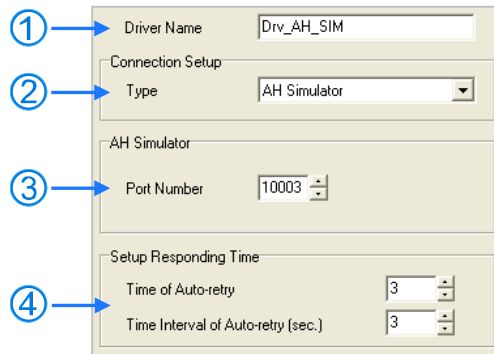 ① Driver Name Drv_AH_SIM
Connection Setup
② Type AH Simulator
AH Simulator
③ Port Number 10003
Setup Responding Time
④ Time of Auto-retry 3
Time Interval of Auto-retry (sec.) 3